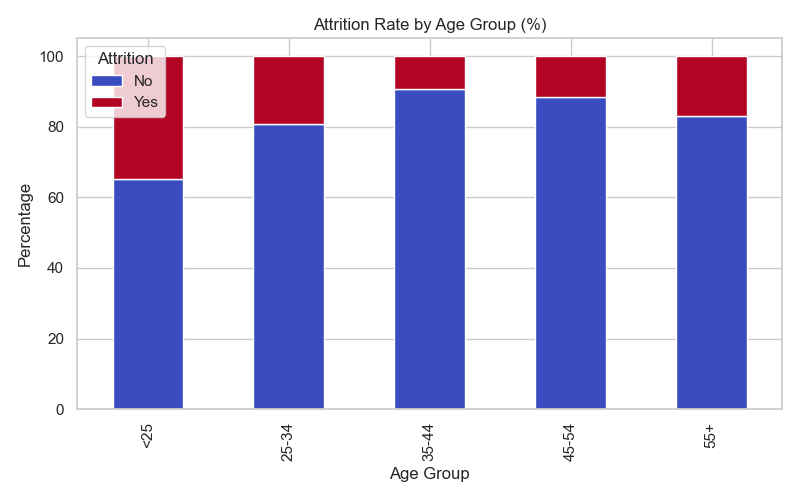 Attrition Rate by Age Group (%)
Attrition
No
Yes
Percentage
100
80
60
40
20
0
<25
25-34
35-44
45-54
55+
Age Group